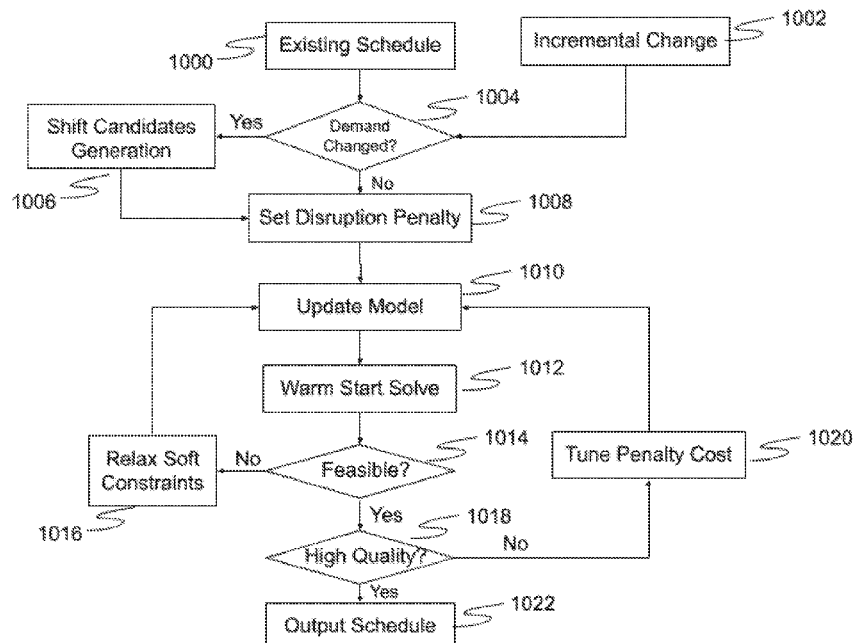 1000
Existing Schedule
Incremental Change
1002
1004
Demand
Changed?
Yes
Shift Candidates
Generation
1006
No
Set Disruption Penalty
1008
1010
Update Model
Warm Start Solve
1012
1014
Feasible?
No
Relax Soft
Constraints
1016
Tune Penalty Cost
1020
Yes
1018
High Quality?
No
Yes
1022
Output Schedule